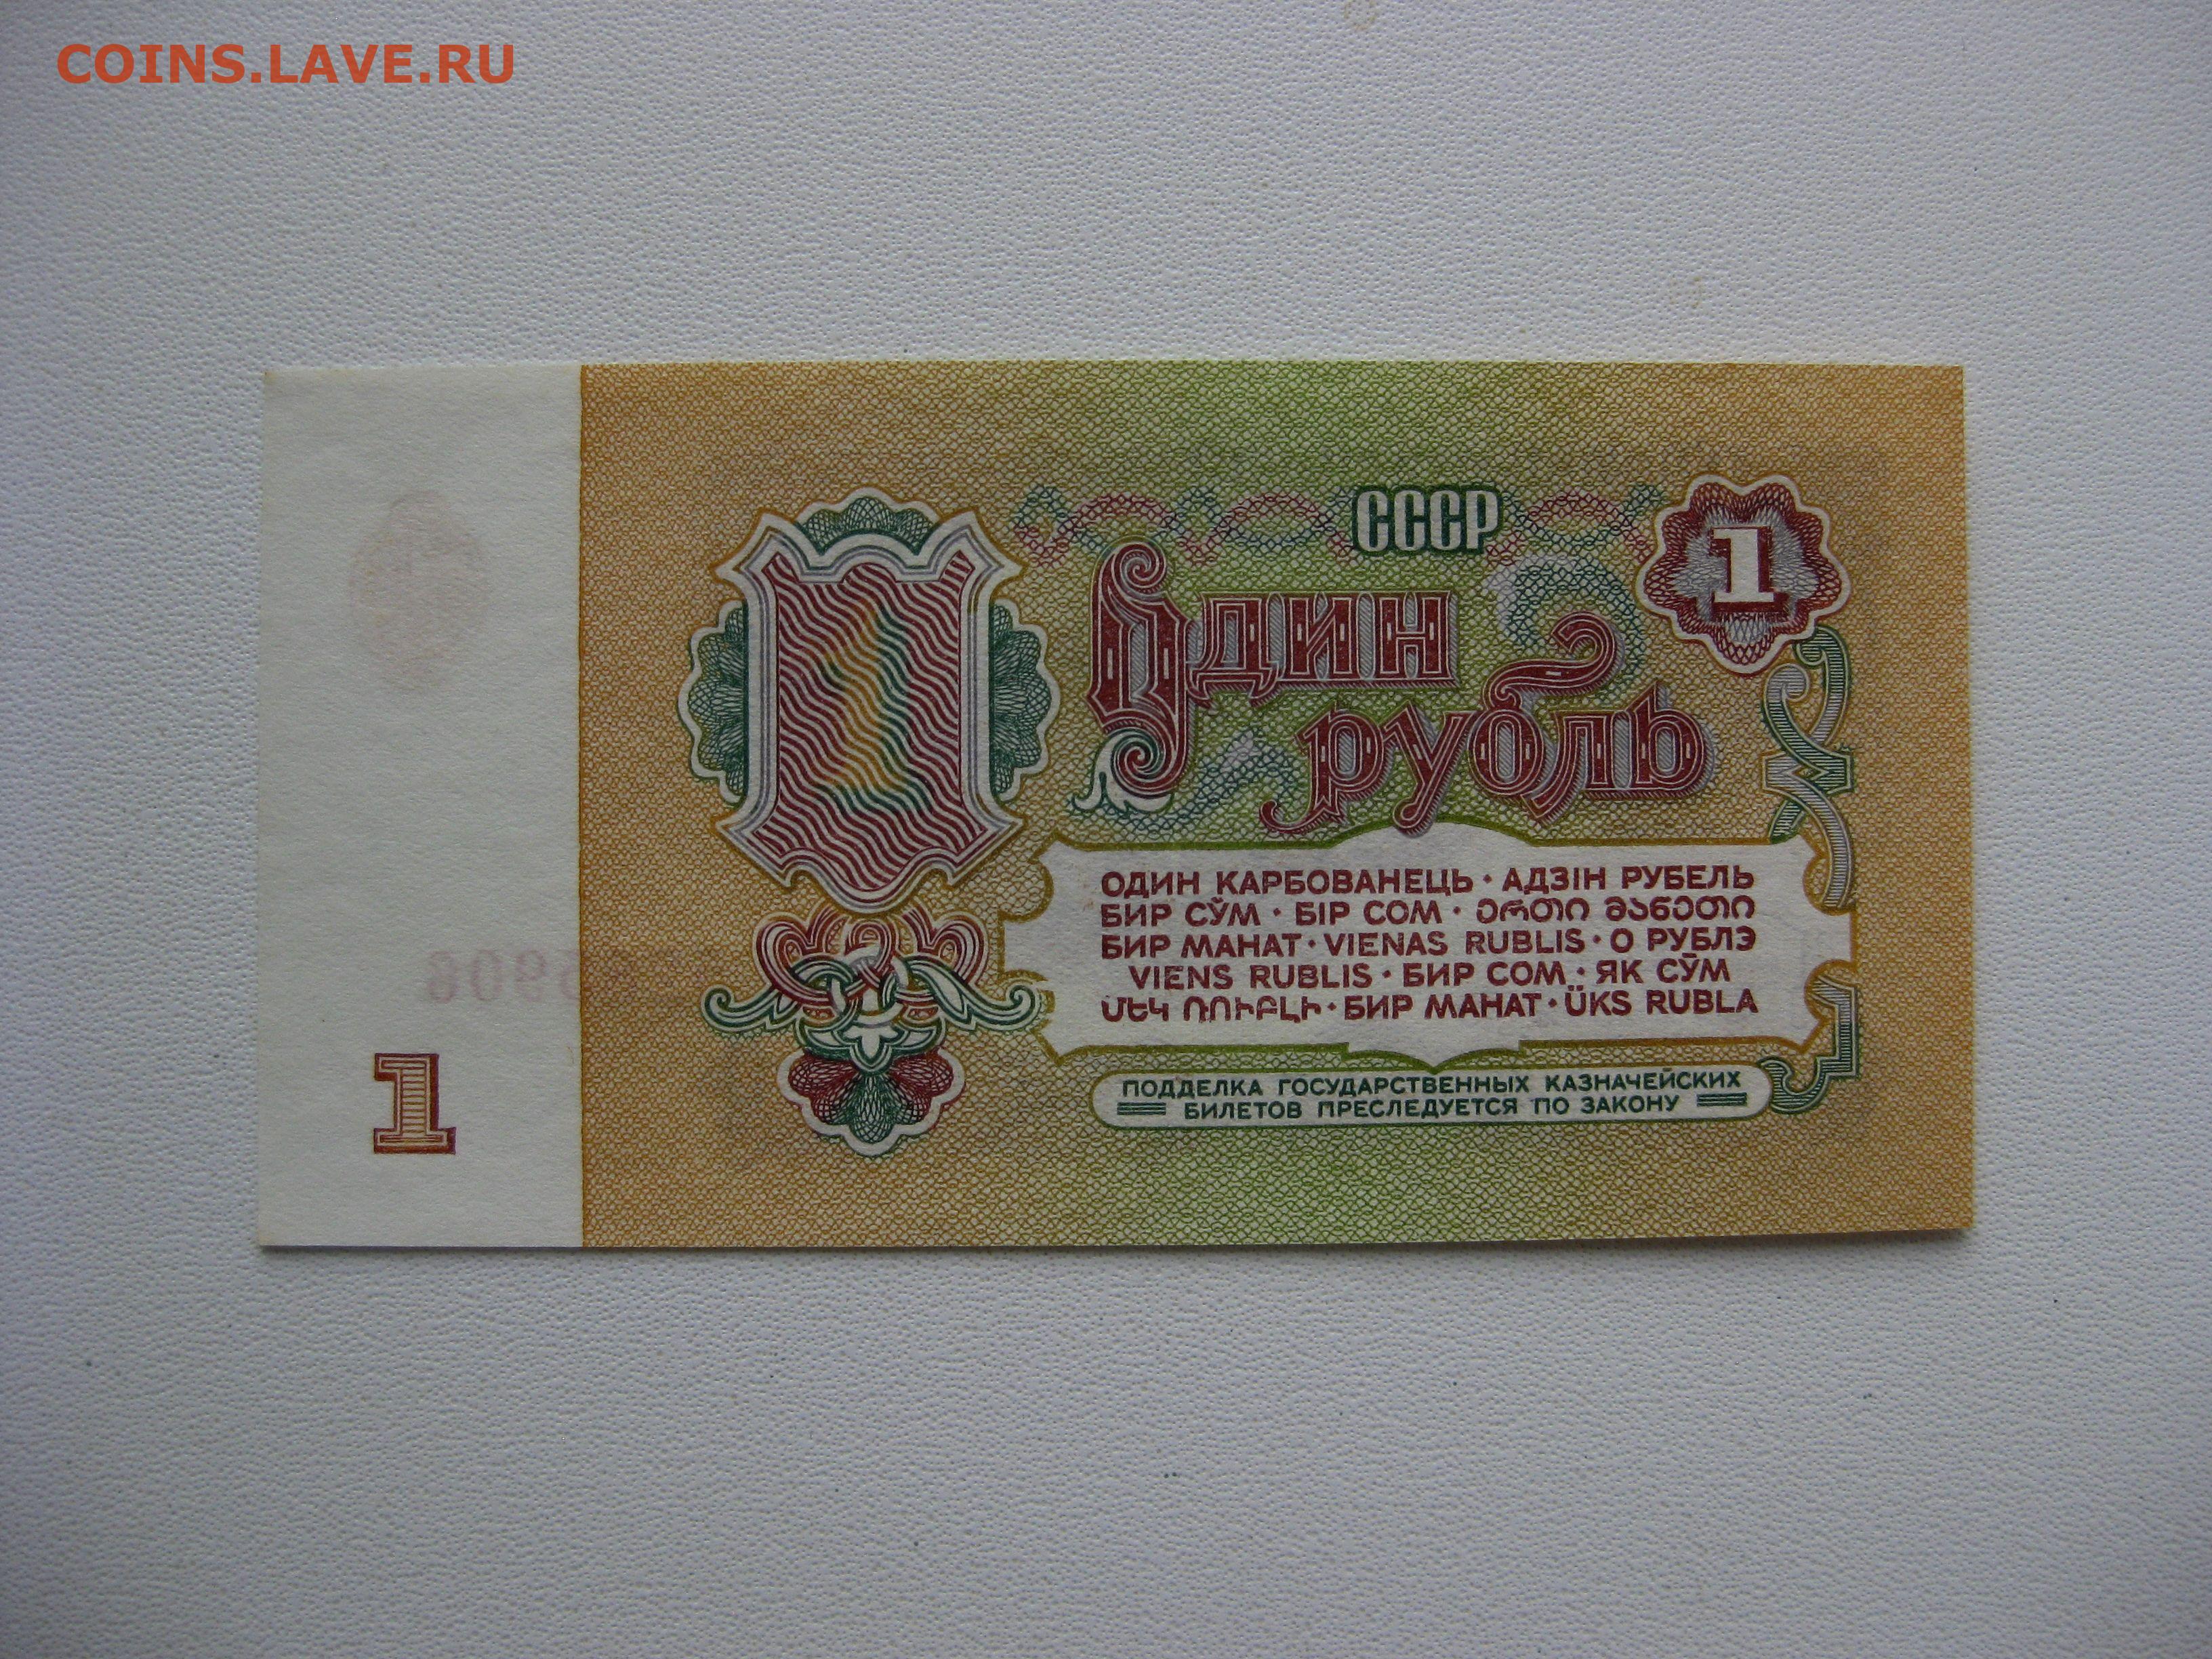 COINS.LAVE.RU
СССР
1
1
Один
рубль
ОДИН КАРБОВАНЕЦЬ · АДЗІН РУБЕЛЬ
БИР СЎМ · БІР СОМ · ᲔᲠᲗᲘ ᲛᲐᲜᲔᲗᲘ
БИР МАНАТ · VIENAS RUBLIS · О РУБЛЭ
VIENS RUBLIS · БИР СОМ · ЯК СӮМ
ՄԵԿ ՌՈՒԲԼԻ · БИР МАНАТ · ÜKS RUBLA
ПОДДЕЛКА ГОСУДАРСТВЕННЫХ КАЗНАЧЕЙСКИХ
БИЛЕТОВ ПРЕСЛЕДУЕТСЯ ПО ЗАКОНУ
1